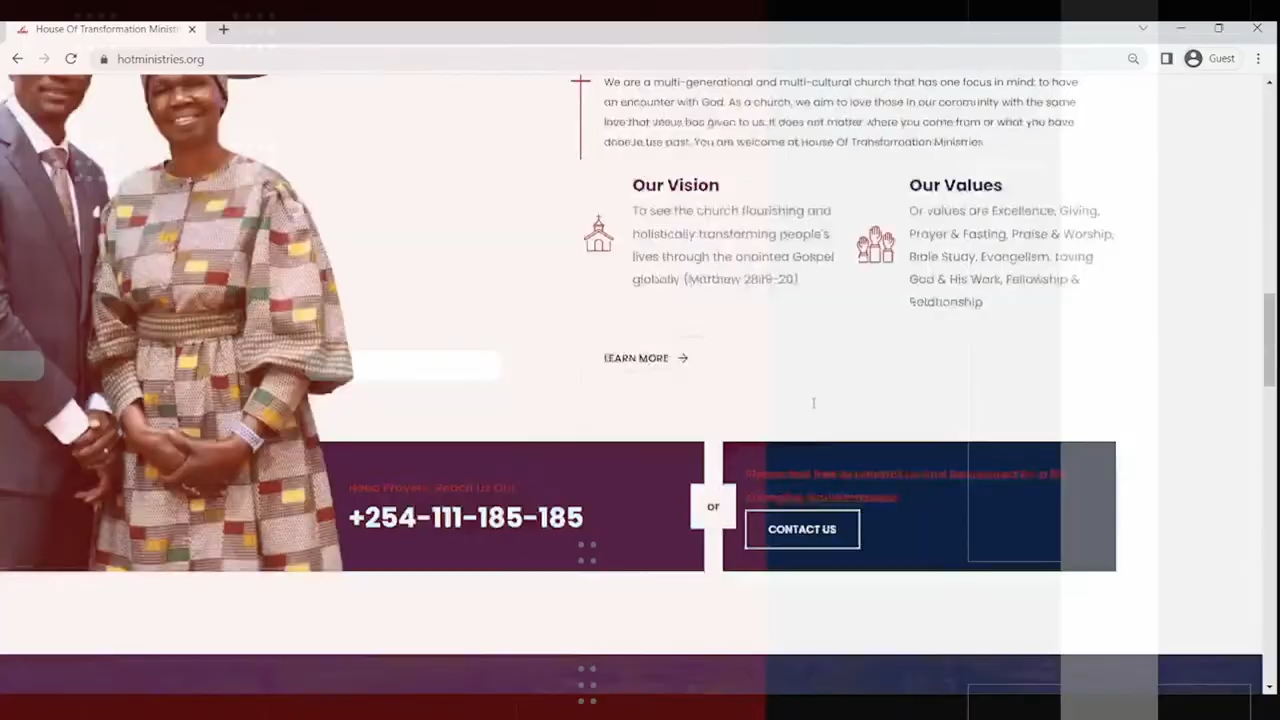 House Of Transformation Ministri
hotministries.org
Guest
We are a multi-generational and multi-cultural church that has one focus in mind: to have
an encounter with God. As a church, we aim to love those in our community with the same
love that Jesus has given to us. It does not matter where you come from or what you have
past. You are welcome at House Of Transformation Ministries
Our Vision
To see the church flourishing and
holistically transforming people's
lives through the anointed Gospel
globally (Matthew 28:19-20)
Our Values
Or values are Excellence, Giving,
Prayer & Fasting, Praise & Worship,
Bible Study, Evangelism, Loving
God & His Work, Fellowship &
Relationship
LEARN MORE
Need Prayers, Reach Us On:
+254-111-185-185
or
CONTACT US